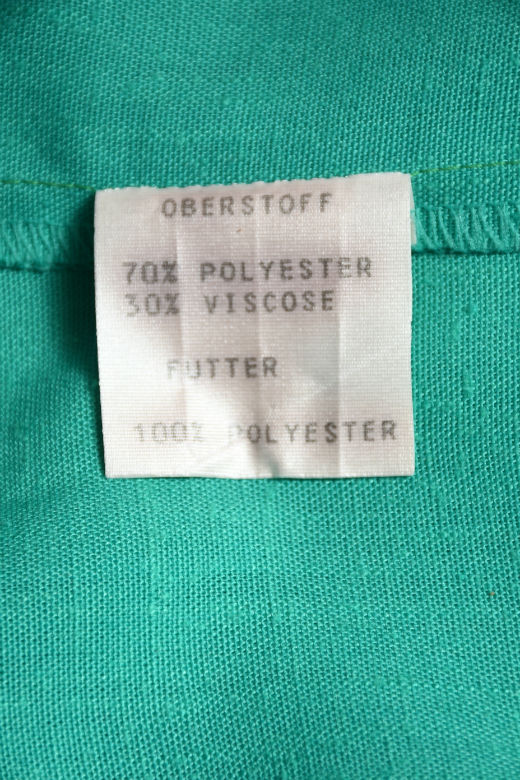 OBERSTOFF
70% POLYESTER
30% VISCOSE
FUTTER
100% POLYESTER